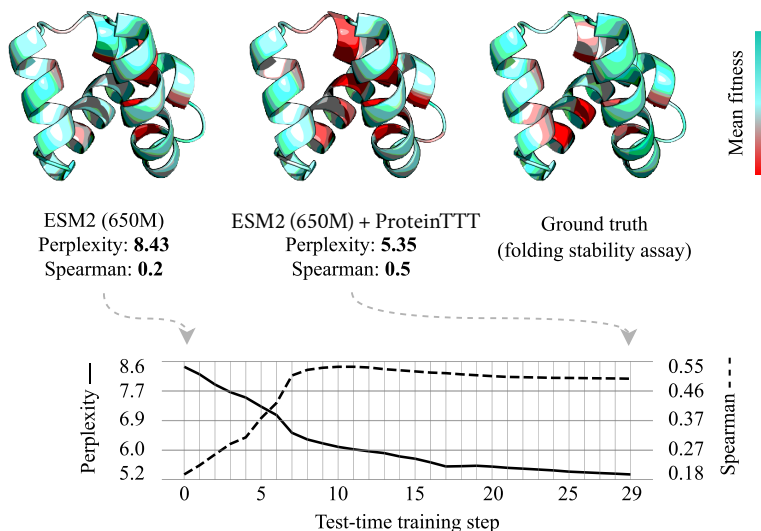 Mean fitness
ESM2 (650M)
Perplexity: 8.43
Spearman: 0.2
ESM2 (650M) + ProteinTTT
Perplexity: 5.35
Spearman: 0.5
Ground truth
(folding stability assay)
Perplexity
8.6
7.7
6.9
6.0
5.2
0.55
0.46
0.37
0.27
0.18
Spearman
0 5 10 15 20 25 29
Test-time training step